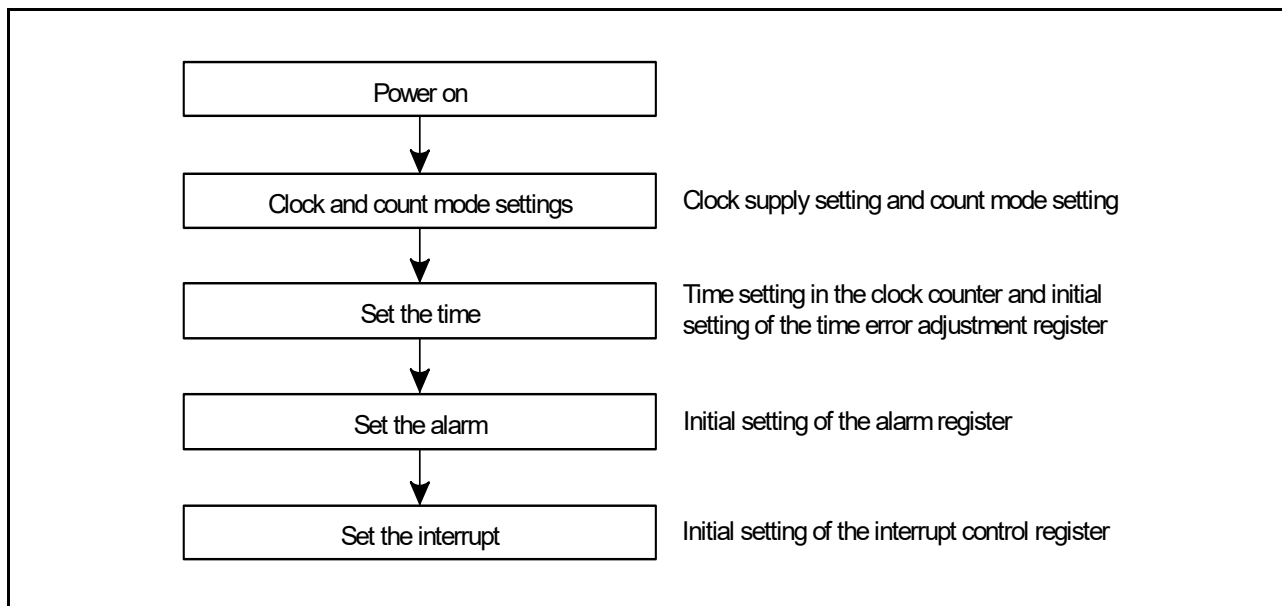 Power on
Clock and count mode settings
Clock supply setting and count mode setting
Set the time
Time setting in the clock counter and initial
setting of the time error adjustment register
Set the alarm
Initial setting of the alarm register
Set the interrupt
Initial setting of the interrupt control register